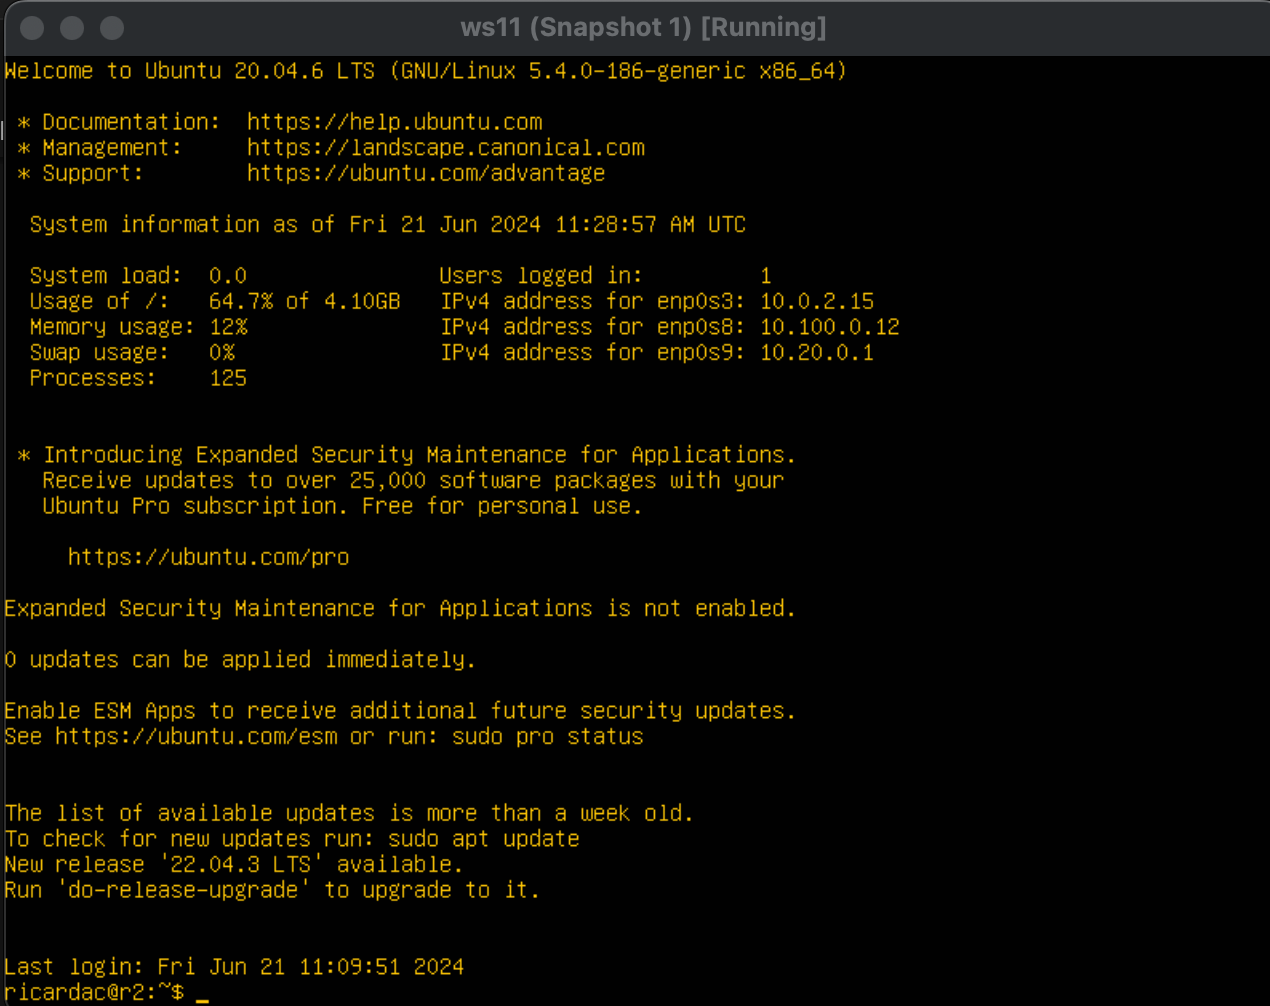 ws11 (Snapshot 1) [Running]
Welcome to Ubuntu 20.04.6 LTS (GNU/Linux 5.4.0-186-generic x86_64)
* Documentation:  https://help.ubuntu.com
* Management:     https://landscape.canonical.com
* Support:        https://ubuntu.com/advantage
System information as of Fri 21 Jun 2024 11:28:57 AM UTC
System load:  0.0               Users logged in:         1
Usage of /:   64.7% of 4.10GB   IPv4 address for enp0s3: 10.0.2.15
Memory usage: 12%               IPv4 address for enp0s8: 10.100.0.12
Swap usage:   0%                IPv4 address for enp0s9: 10.20.0.1
Processes:    125
* Introducing Expanded Security Maintenance for Applications.
Receive updates to over 25,000 software packages with your
Ubuntu Pro subscription. Free for personal use.
https://ubuntu.com/pro
Expanded Security Maintenance for Applications is not enabled.
0 updates can be applied immediately.
Enable ESM Apps to receive additional future security updates.
See https://ubuntu.com/esm or run: sudo pro status
The list of available updates is more than a week old.
To check for new updates run: sudo apt update
New release '22.04.3 LTS' available.
Run 'do-release-upgrade' to upgrade to it.
Last login: Fri Jun 21 11:09:51 2024
ricardac@r2:~$ _